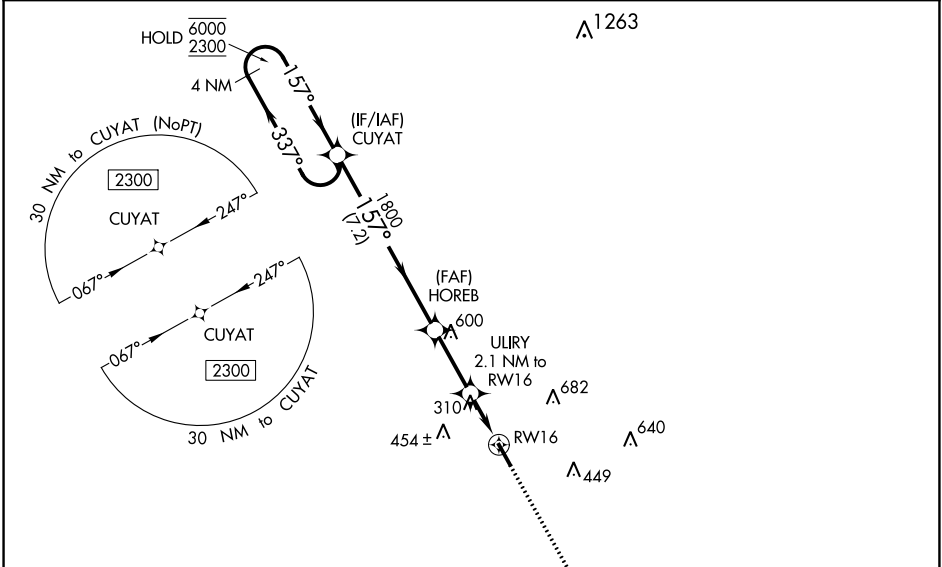 1263
HOLD 6000
2300
4 NM
157°
337°
(IF/IAF)
CUYAT
30 NM to CUYAT (NoPT)
2300
CUYAT
247°
067°
1800
157°
(7.2)
247°
067°
CUYAT
2300
30 NM to CUYAT
(FAF)
HOREB
600
ULIRY
2.1 NM to
RW16
310
682
454 ±
RW16
640
449